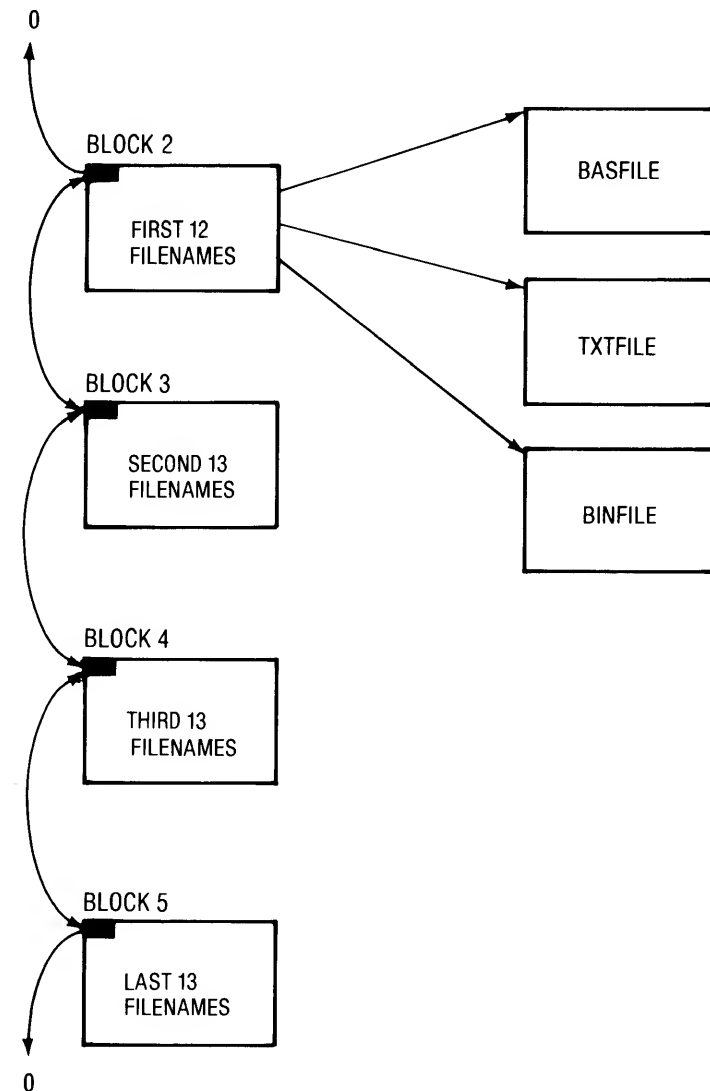 0
BLOCK 2
FIRST 12
FILENAMES
BASFILE
TXTFILE
BINFILE
BLOCK 3
SECOND 13
FILENAMES
BLOCK 4
THIRD 13
FILENAMES
BLOCK 5
LAST 13
FILENAMES
0